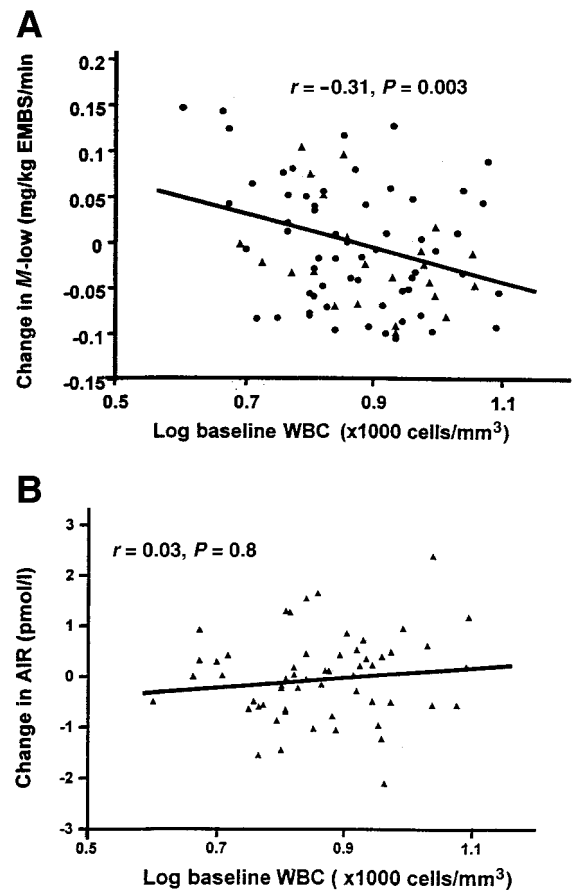 A
Change in M-low (mg/kg EMBS/min)
0.2
0.15
0.1
0.05
0
-0.05
-0.1
-0.15
r = −0.31, P = 0.003
0.5 0.7 0.9 1.1
Log baseline WBC (x1000 cells/mm³)
B
Change in AIR (pmol/l)
3
2
1
0
-1
-2
-3
r = 0.03, P = 0.8
0.5 0.7 0.9 1.1
Log baseline WBC ( x1000 cells/mm³)